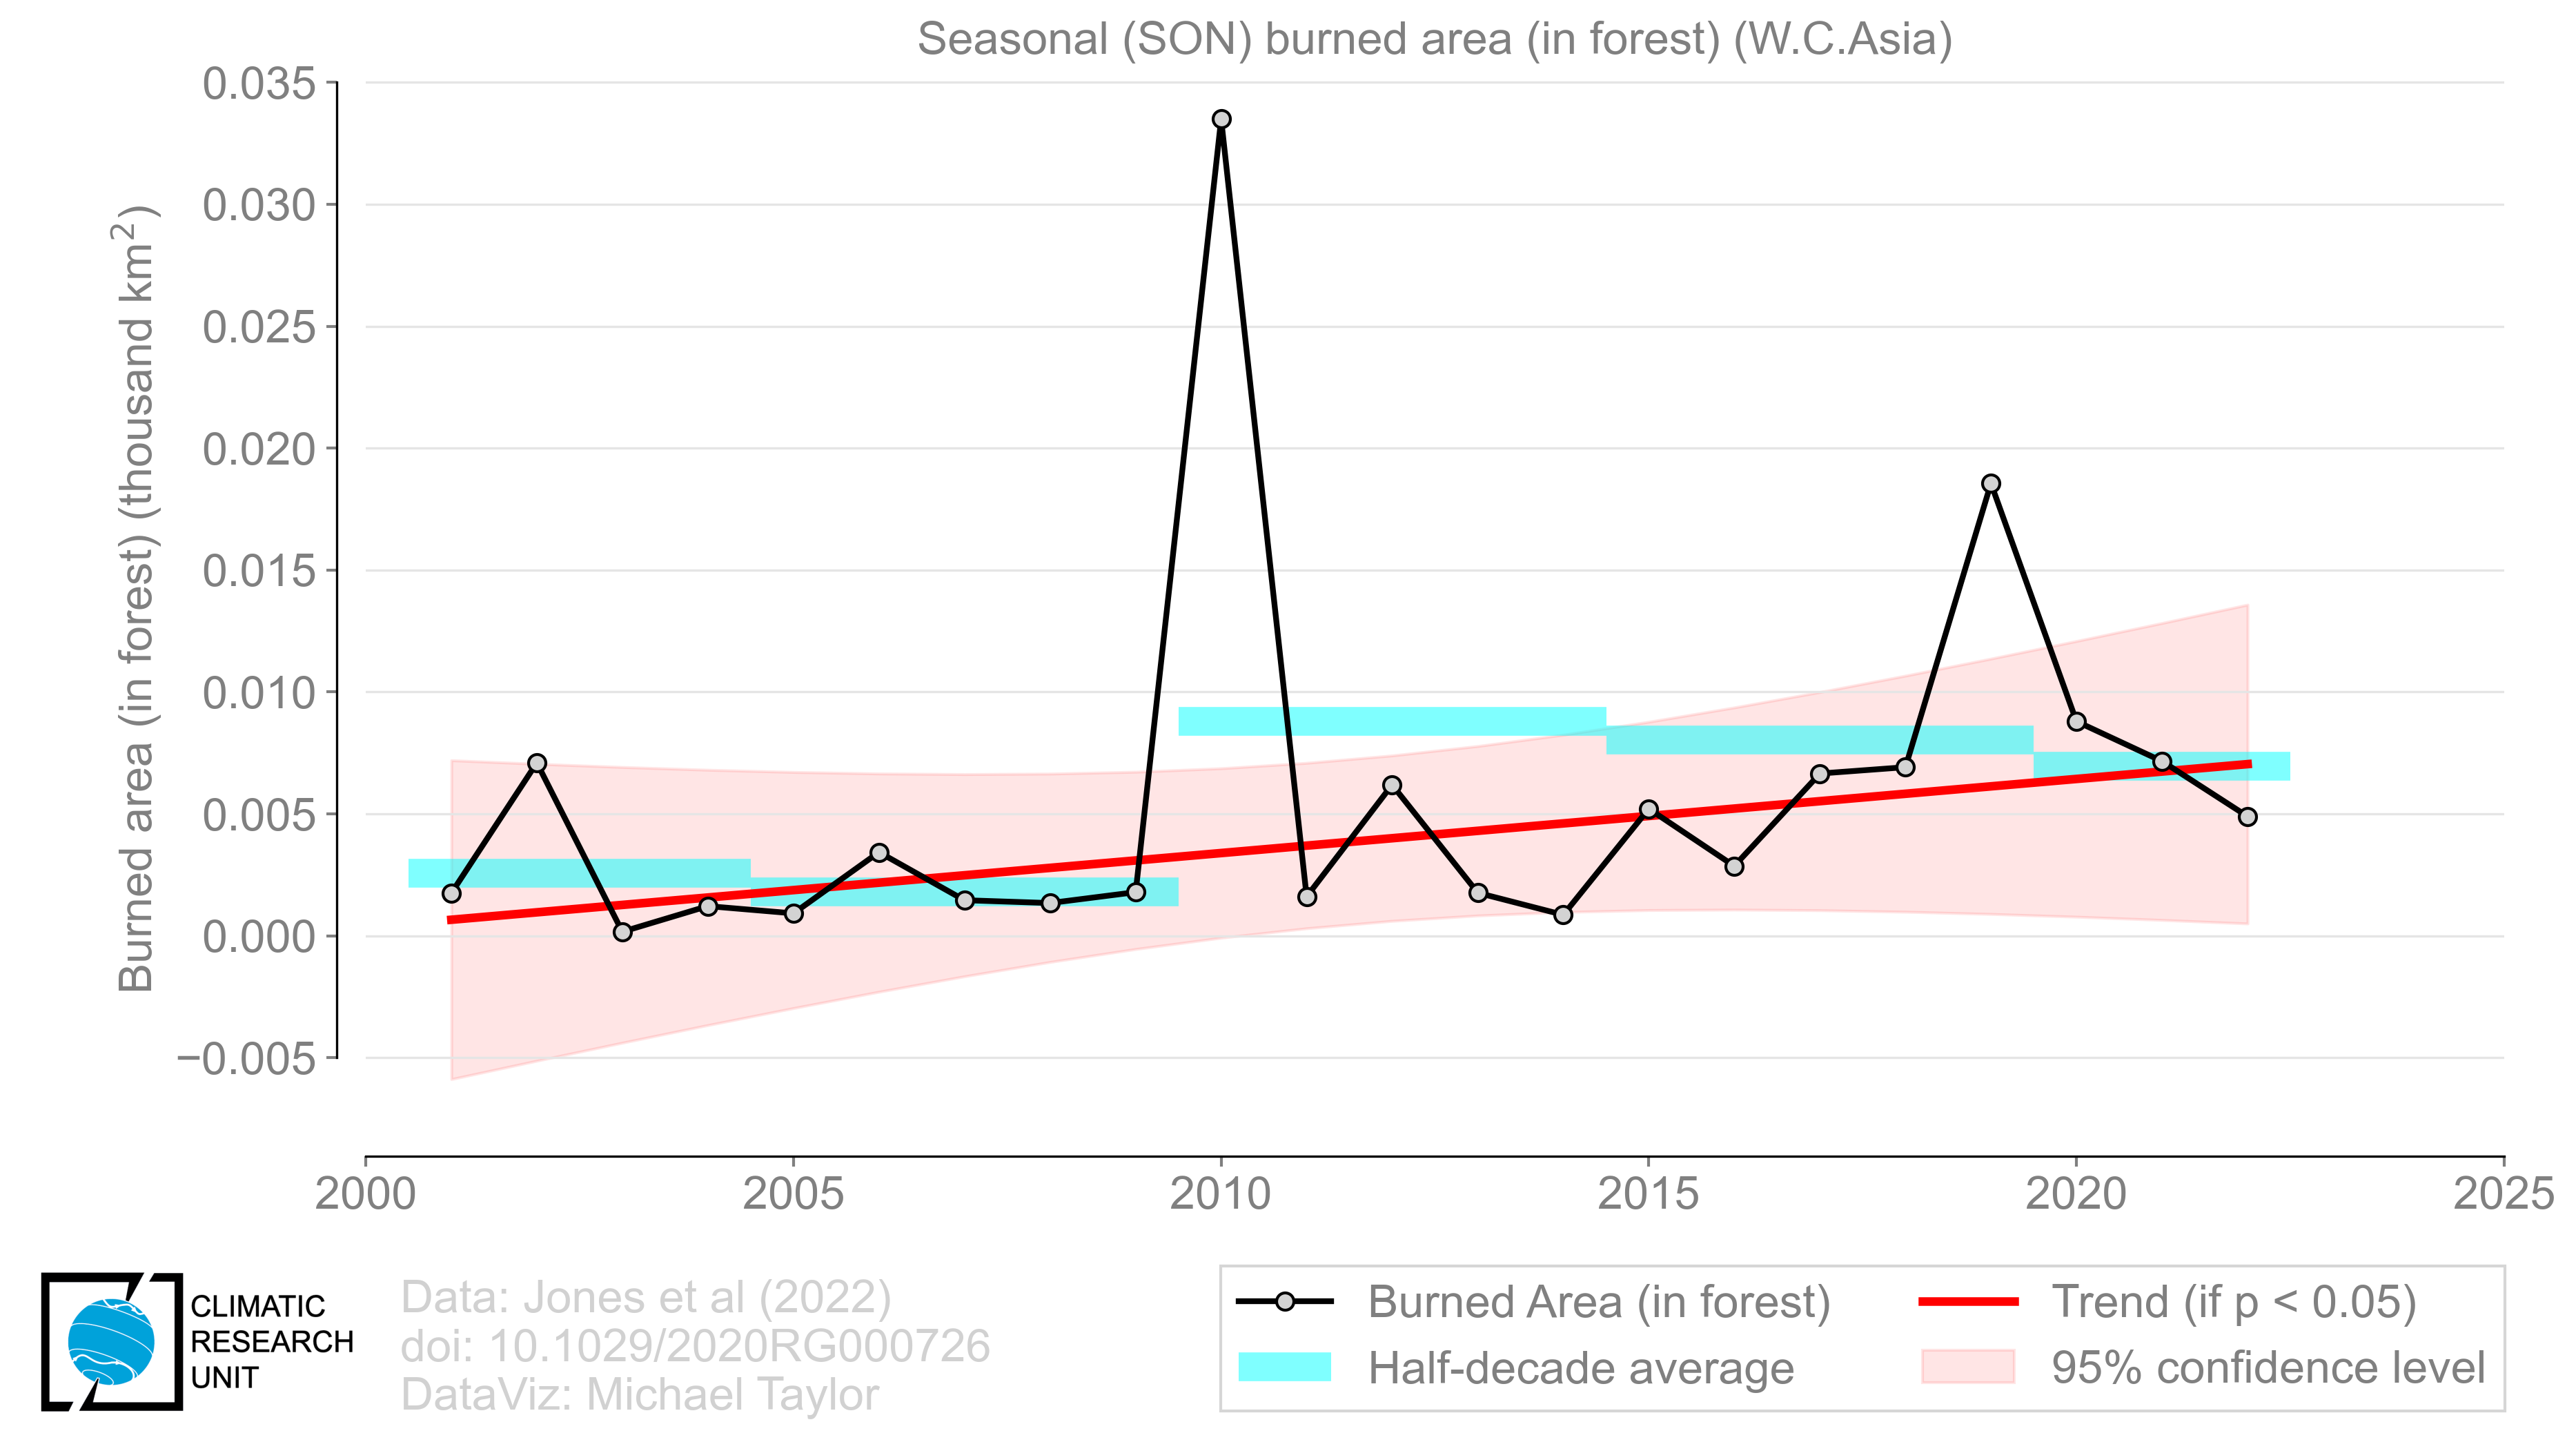 Seasonal (SON) burned area (in forest) (W.C.Asia)
Burned area (in forest) (thousand km²)
0.035
0.030
0.025
0.020
0.015
0.010
0.005
0.000
−0.005
2000 2005 2010 2015 2020 2025
CLIMATIC
RESEARCH
UNIT
Data: Jones et al (2022)
doi: 10.1029/2020RG000726
DataViz: Michael Taylor
Burned Area (in forest)
Half-decade average
Trend (if p < 0.05)
95% confidence level